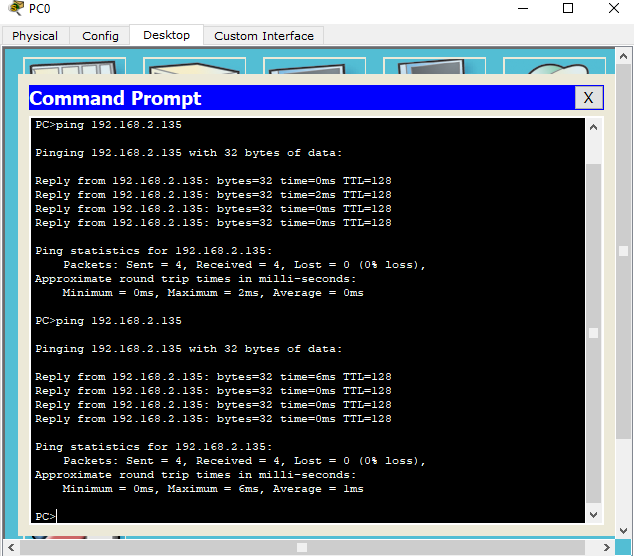 PC0
Physical Config Desktop Custom Interface
Command Prompt X
PC>ping 192.168.2.135
Pinging 192.168.2.135 with 32 bytes of data:
Reply from 192.168.2.135: bytes=32 time=0ms TTL=128
Reply from 192.168.2.135: bytes=32 time=2ms TTL=128
Reply from 192.168.2.135: bytes=32 time=0ms TTL=128
Reply from 192.168.2.135: bytes=32 time=0ms TTL=128
Ping statistics for 192.168.2.135:
Packets: Sent = 4, Received = 4, Lost = 0 (0% loss),
Approximate round trip times in milli-seconds:
Minimum = 0ms, Maximum = 2ms, Average = 0ms
PC>ping 192.168.2.135
Pinging 192.168.2.135 with 32 bytes of data:
Reply from 192.168.2.135: bytes=32 time=6ms TTL=128
Reply from 192.168.2.135: bytes=32 time=0ms TTL=128
Reply from 192.168.2.135: bytes=32 time=0ms TTL=128
Reply from 192.168.2.135: bytes=32 time=0ms TTL=128
Ping statistics for 192.168.2.135:
Packets: Sent = 4, Received = 4, Lost = 0 (0% loss),
Approximate round trip times in milli-seconds:
Minimum = 0ms, Maximum = 6ms, Average = 1ms
PC>